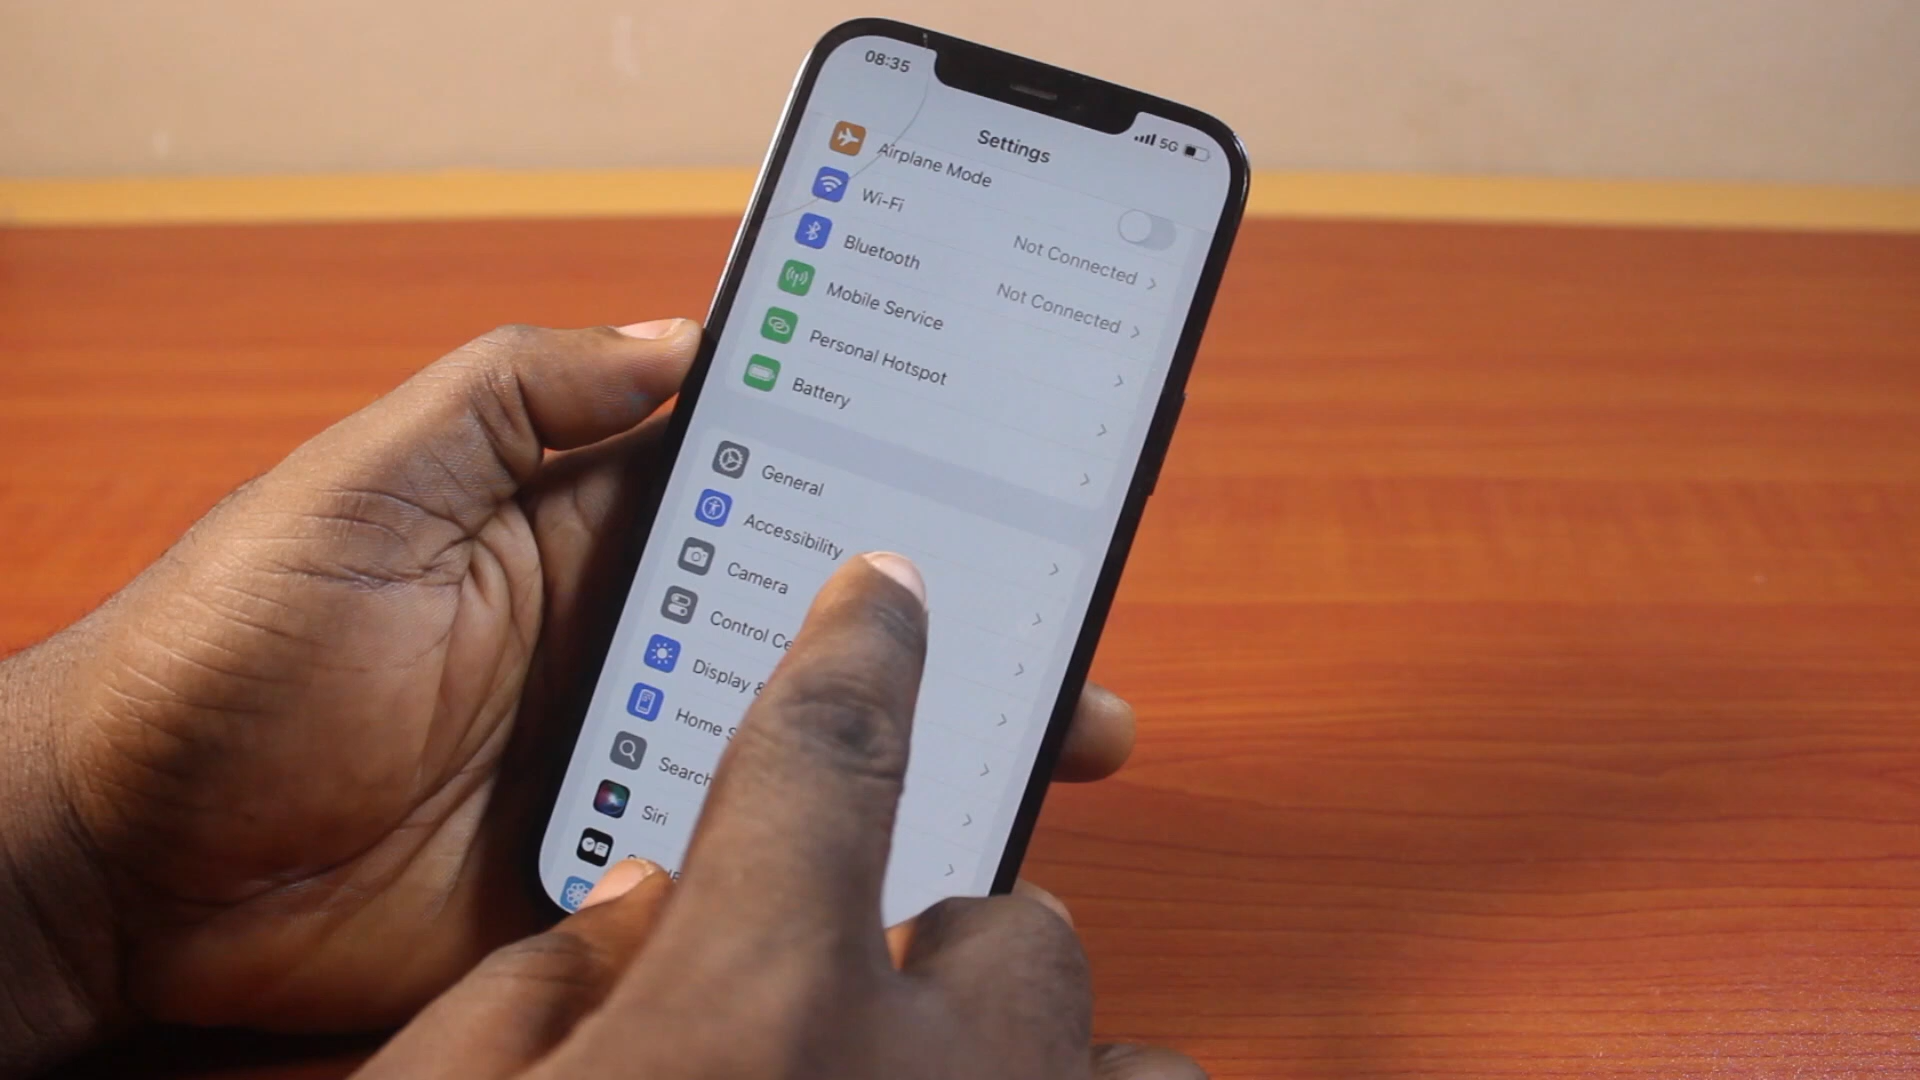 08:35
5G
Settings
Airplane Mode
Wi-Fi
Not Connected
Bluetooth
Not Connected
Mobile Service
Personal Hotspot
Battery
General
Accessibility
Camera
Control Ce
Display &
Home S
Search
Siri